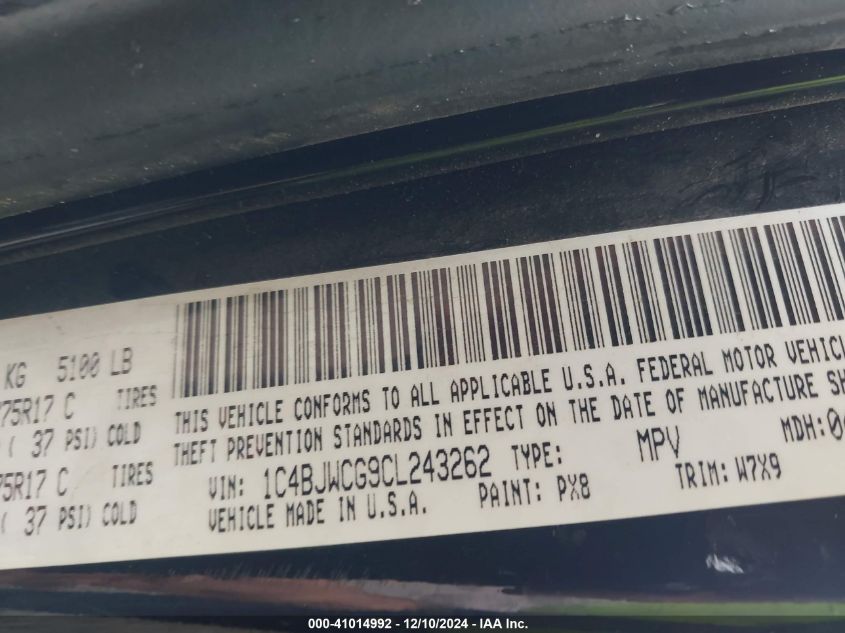 KG 5100 LB
75R17 C TIRES
( 37 PSI) COLD
75R17 C TIRES
( 37 PSI) COLD
THIS VEHICLE CONFORMS TO ALL APPLICABLE U.S.A. FEDERAL MOTOR VEHICL
THEFT PREVENTION STANDARDS IN EFFECT ON THE DATE OF MANUFACTURE SH
VIN: 1C4BJWCG9CL243262 TYPE: MPV MDH:0
VEHICLE MADE IN U.S.A. PAINT: PX8 TRIM: W7X9
000-41014992 - 12/10/2024 - IAA Inc.